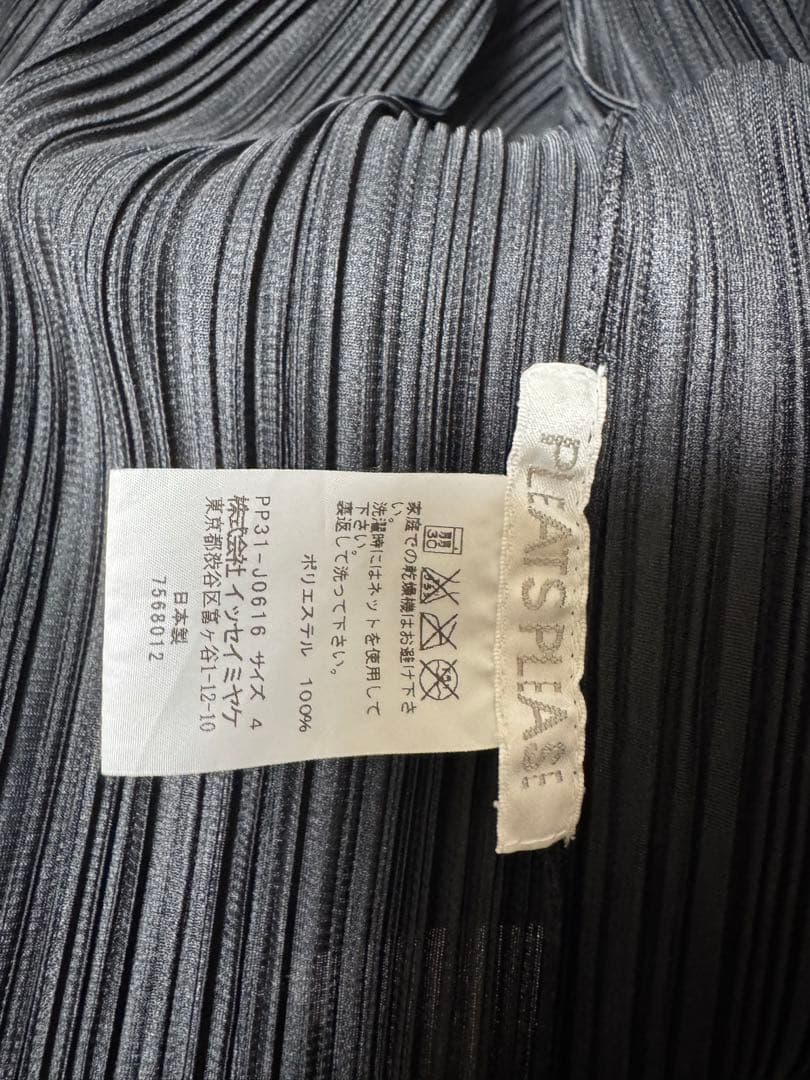 PLEATS PLEASE
30
家庭での乾燥機はお避け下さ
い。
洗濯時にはネットを使用して
下さい。
裏返して洗って下さい。
ポリエステル 100%
PP31-J0616 サイズ 4
株式会社 イッセイミヤケ
東京都渋谷区富ヶ谷1-12-10
日本製
7568012